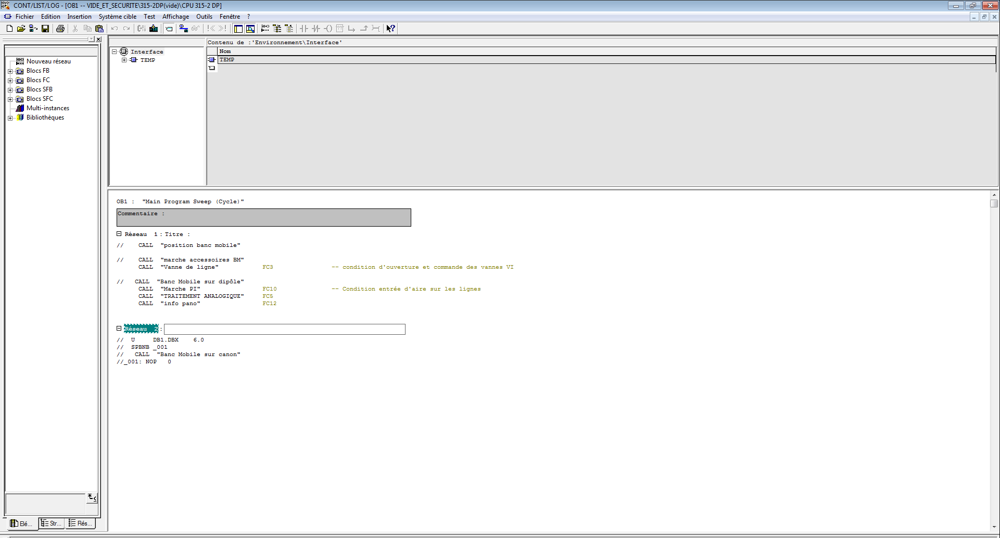 CONT/LIST/LOG - [OB1 -- VIDE_ET_SECURITE\315-2DP(vide)\CPU 315-2 DP]
Fichier Edition Insertion Système cible Test Affichage Outils Fenêtre ?
Contenu de :'Environnement\Interface'
Interface
TEMP
Nom
TEMP
Nouveau réseau
Blocs FB
Blocs FC
Blocs SFB
Blocs SFC
Multi-instances
Bibliothèques
OB1 : "Main Program Sweep (Cycle)"
Commentaire :
Réseau 1 : Titre :
// CALL "position banc mobile"
// CALL "marche accessoires BM"
CALL "Vanne de ligne" FC3 -- condition d'ouverture et commande des vannes VI
// CALL "Banc Mobile sur dipôle"
CALL "Marche PI" FC10 -- Condition entrée d'aire sur les lignes
CALL "TRAITEMENT ANALOGIQUE" FC5
CALL "info pano" FC12
Réseau 2 :
// U DB1.DBX 6.0
// SPBNB _001
// CALL "Banc Mobile sur canon"
//_001: NOP 0
Elé... Str... Rés...